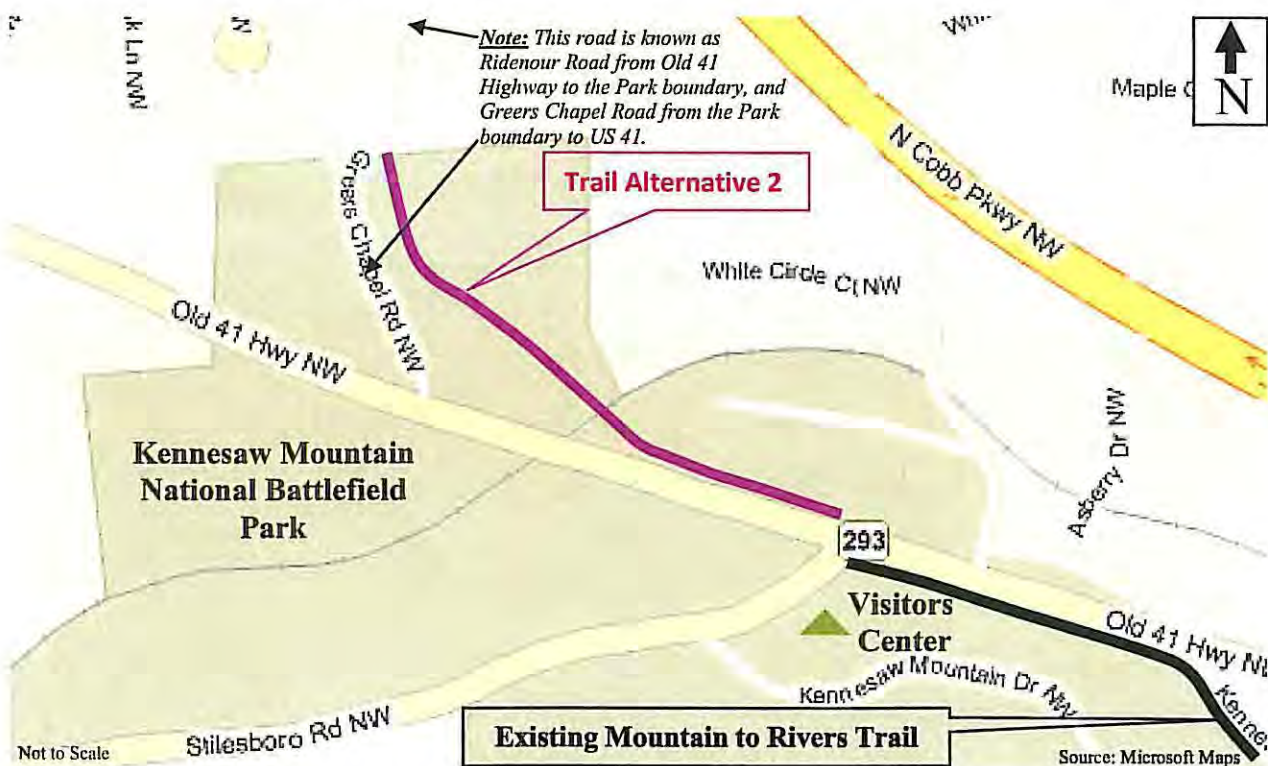 k Ln NW
N
Note: This road is known as
Ridenour Road from Old 41
Highway to the Park boundary, and
Greers Chapel Road from the Park
boundary to US 41.
N
Maple C
N Cobb Pkwy NW
Trail Alternative 2
Greers Chapel Rd NW
White Circle Ct NW
Old 41 Hwy NW
Asberry Dr NW
Kennesaw Mountain
National Battlefield
Park
293
Visitors
Center
Old 41 Hwy NW
Kennesaw Mountain Dr NW
Kenne
Stilesboro Rd NW
Existing Mountain to Rivers Trail
Not to Scale
Source: Microsoft Maps